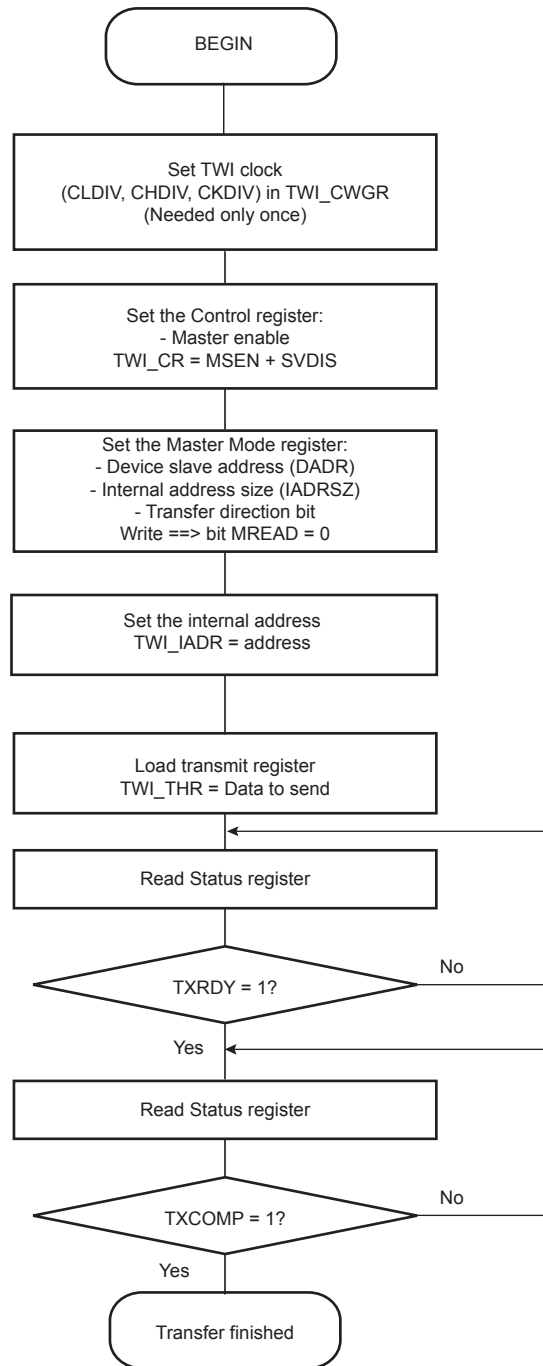 BEGIN
Set TWI clock
(CLDIV, CHDIV, CKDIV) in TWI_CWGR
(Needed only once)
Set the Control register:
- Master enable
TWI_CR = MSEN + SVDIS
Set the Master Mode register:
- Device slave address (DADR)
- Internal address size (IADRSZ)
- Transfer direction bit
Write ==> bit MREAD = 0
Set the internal address
TWI_IADR = address
Load transmit register
TWI_THR = Data to send
Read Status register
TXRDY = 1?
No
Yes
Read Status register
TXCOMP = 1?
No
Yes
Transfer finished